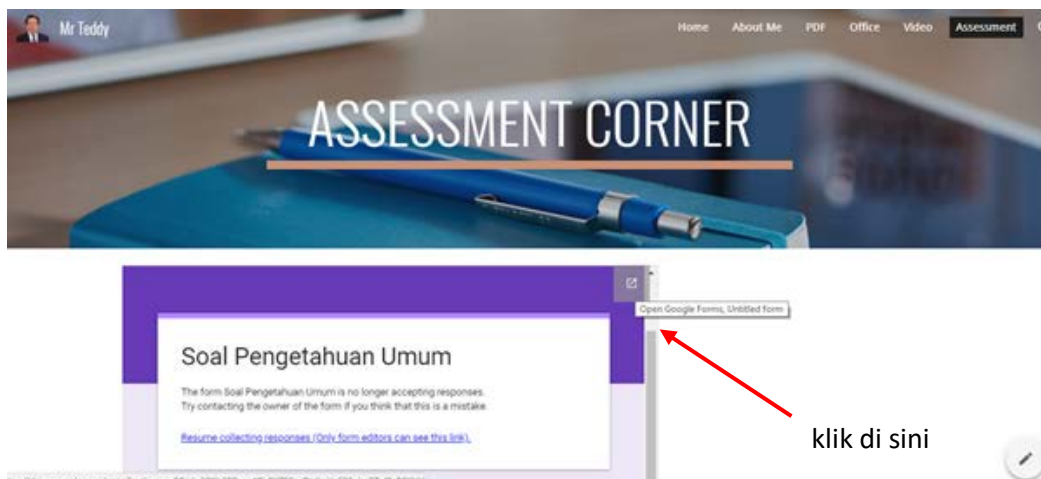 Mr Teddy
Home About Me PDF Office Video Assessment
ASSESSMENT CORNER
Open Google Forms, Untitled form
Soal Pengetahuan Umum
The form Soal Pengetahuan Umum is no longer accepting responses.
Try contacting the owner of the form if you think that this is a mistake.
Resume collecting responses (Only form editors can see this link).
klik di sini